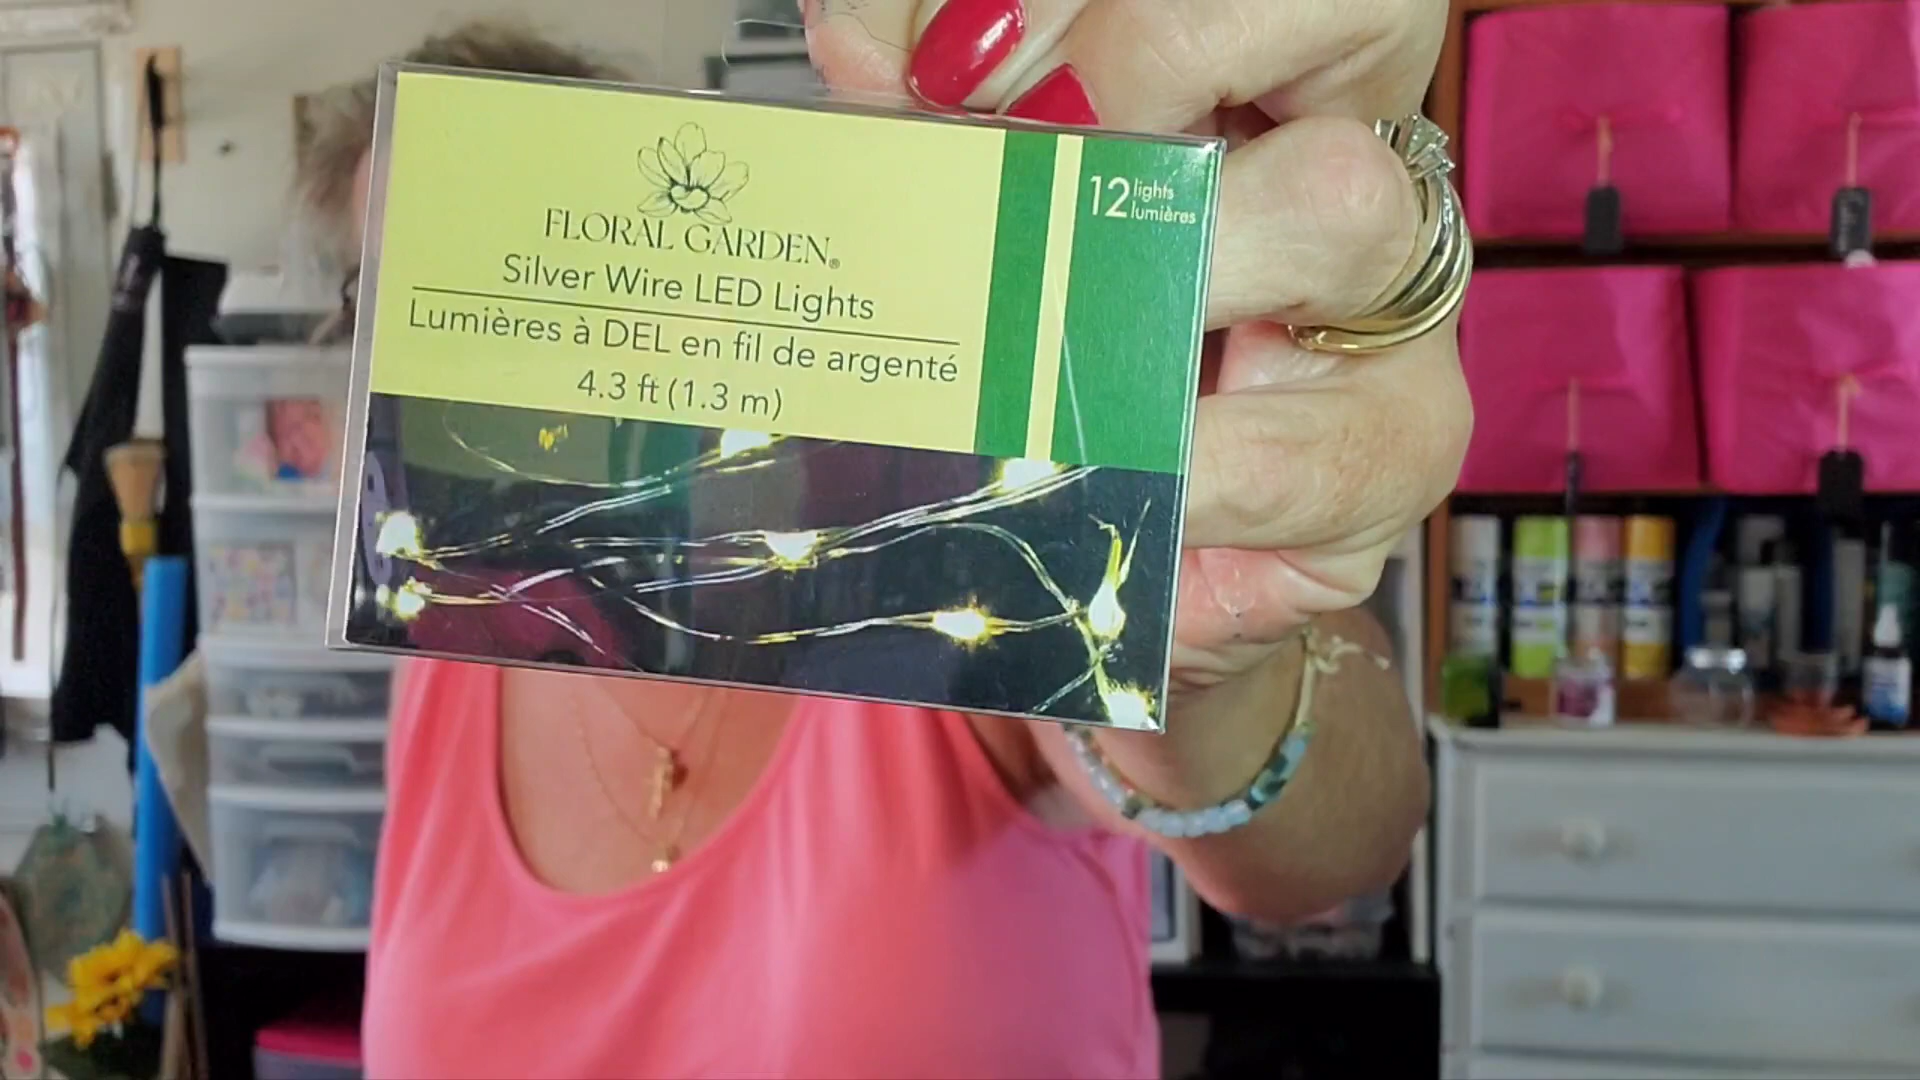 FLORAL GARDEN®
Silver Wire LED Lights
Lumières à DEL en fil de argenté
4.3 ft (1.3 m)
12 lights
lumières